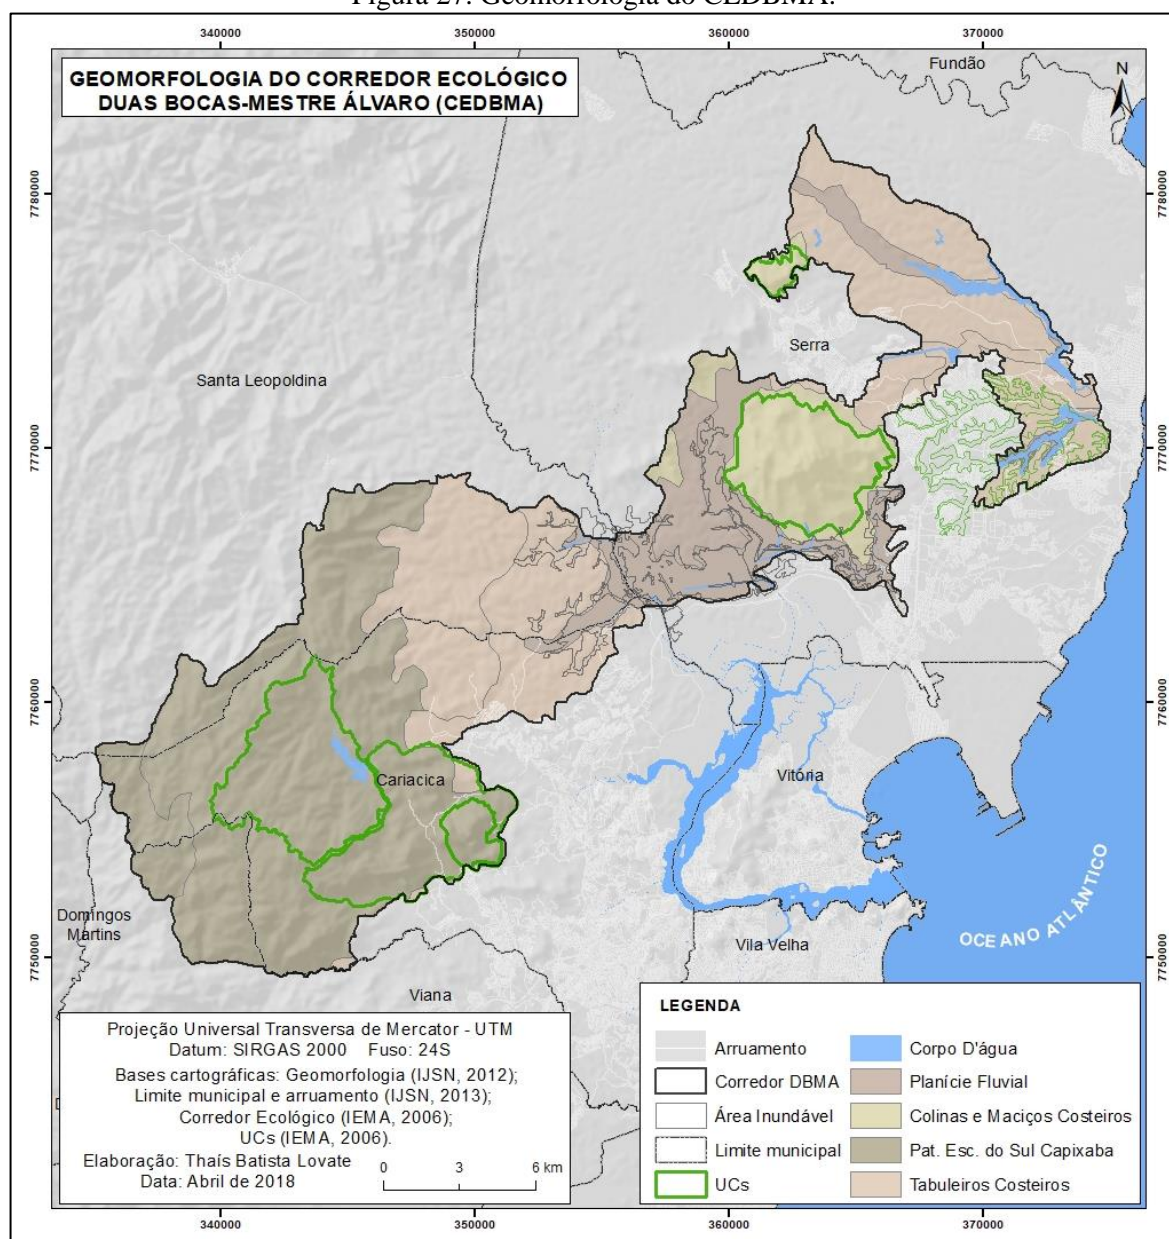 Figura 27. Geomorfologia do CEDBMA.
340000
350000
360000
370000
GEOMORFOLOGIA DO CORREDOR ECOLÓGICO
DUAS BOCAS-MESTRE ÁLVARO (CEDBMA)
Fundão
N
7780000
7780000
Serra
Santa Leopoldina
7770000
7770000
7760000
7760000
Cariacica
Vitória
Domingos
Martins
OCEANO ATLÂNTICO
Vila Velha
7750000
7750000
Viana
Projeção Universal Transversa de Mercator - UTM
Datum: SIRGAS 2000 Fuso: 24S
Bases cartográficas: Geomorfologia (IJSN, 2012);
Limite municipal e arruamento (IJSN, 2013);
Corredor Ecológico (IEMA, 2006);
UCs (IEMA, 2006).
Elaboração: Thaís Batista Lovate
Data: Abril de 2018
0 3 6 km
LEGENDA
Arruamento
Corredor DBMA
Área Inundável
Limite municipal
UCs
Corpo D'água
Planície Fluvial
Colinas e Maciços Costeiros
Pat. Esc. do Sul Capixaba
Tabuleiros Costeiros
340000
350000
360000
370000